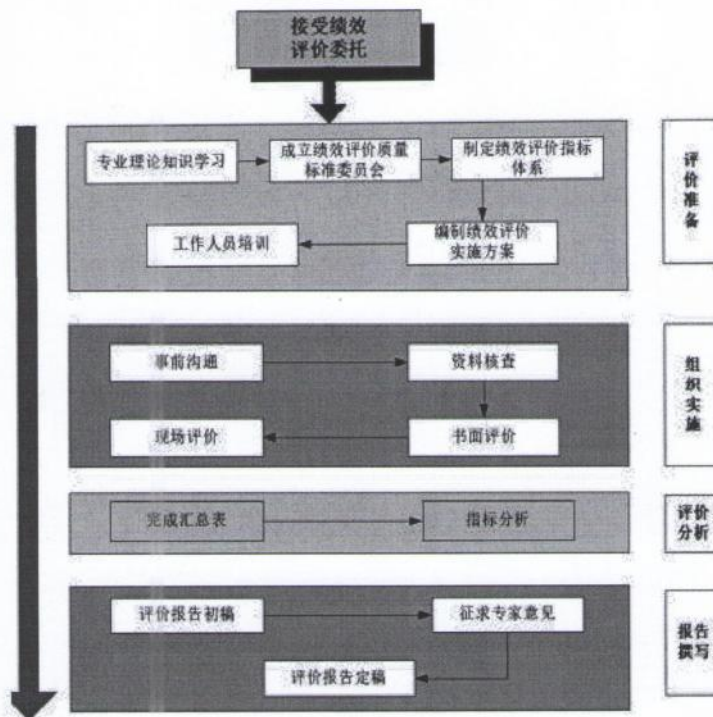 接受绩效
评价委托
专业理论知识学习
成立绩效评价质量
标准委员会
制定绩效评价指标
体系
工作人员培训
编制绩效评价
实施方案
评
价
准
备
事前沟通
资料核查
现场评价
书面评价
组
织
实
施
完成汇总表
指标分析
评价
分析
评价报告初稿
征求专家意见
评价报告定稿
报告
撰写